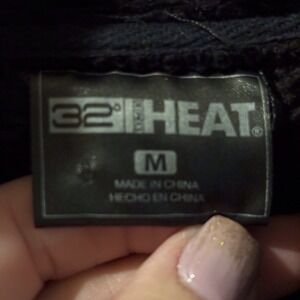 32° HEAT®
M
MADE IN CHINA
HECHO EN CHINA